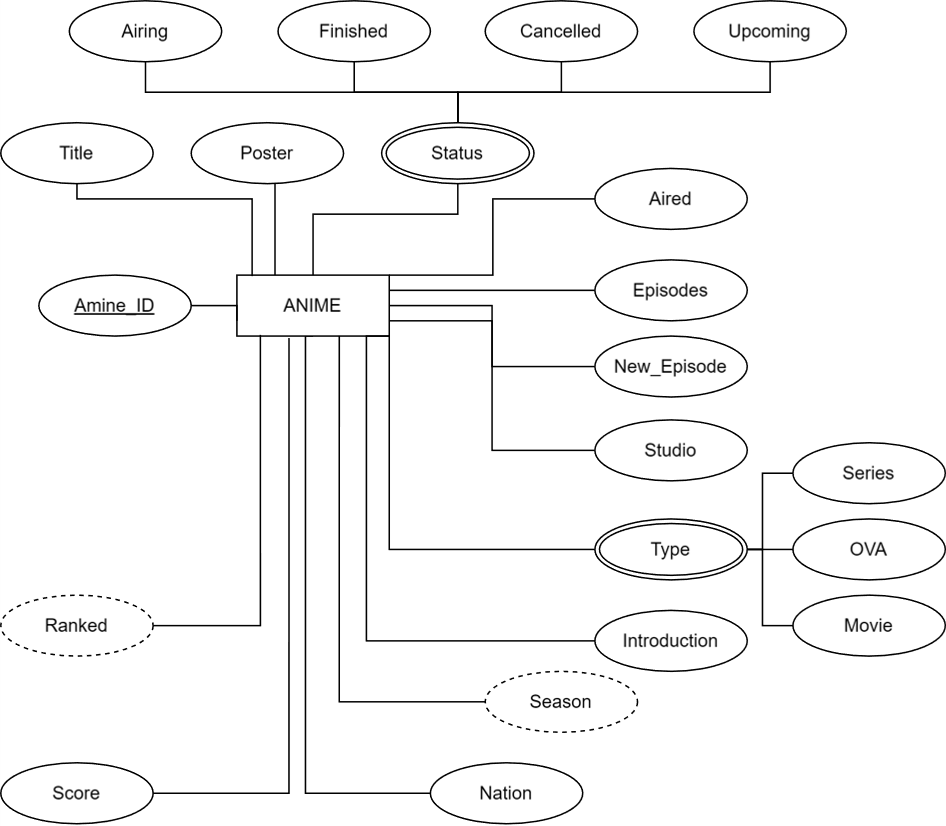 Airing
Finished
Cancelled
Upcoming
Title
Poster
Status
Aired
Amine_ID
ANIME
Episodes
New_Episode
Studio
Series
Type
OVA
Ranked
Movie
Introduction
Season
Score
Nation